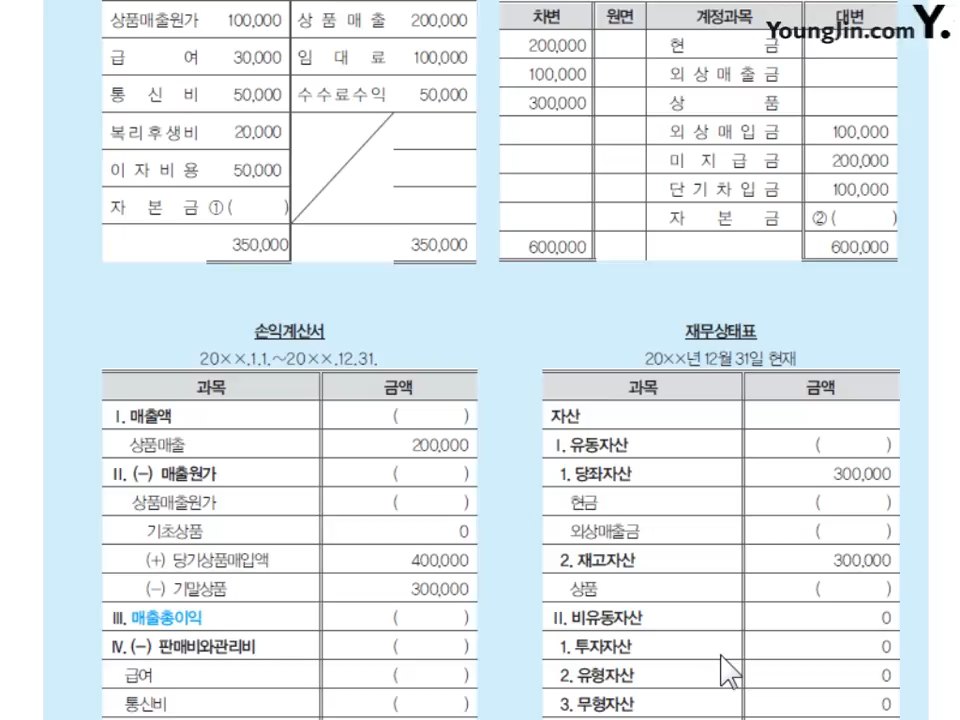 상품매출원가 100,000 상품매출 200,000
급여 30,000 임대료 100,000
통신비 50,000 수수료수익 50,000
복리후생비 20,000
이자비용 50,000
자본금 ①( )
350,000 350,000
차변 원면 계정과목 대변
YoungJin.com Y.
200,000 현금
100,000 외상매출금
300,000 상품
외상매입금 100,000
미지급금 200,000
단기차입금 100,000
자본금 ②( )
600,000 600,000
손익계산서
20××.1.1.~20××.12.31.
과목 금액
Ⅰ. 매출액 ( )
상품매출 200,000
Ⅱ. (-) 매출원가 ( )
상품매출원가 ( )
기초상품 0
(+) 당기상품매입액 400,000
(-) 기말상품 300,000
Ⅲ. 매출총이익 ( )
Ⅳ. (-) 판매비와관리비 ( )
급여 ( )
통신비 ( )
재무상태표
20××년 12월 31일 현재
과목 금액
자산
Ⅰ. 유동자산 ( )
1. 당좌자산 300,000
현금 ( )
외상매출금 ( )
2. 재고자산 300,000
상품 ( )
Ⅱ. 비유동자산 0
1. 투자자산 0
2. 유형자산 0
3. 무형자산 0